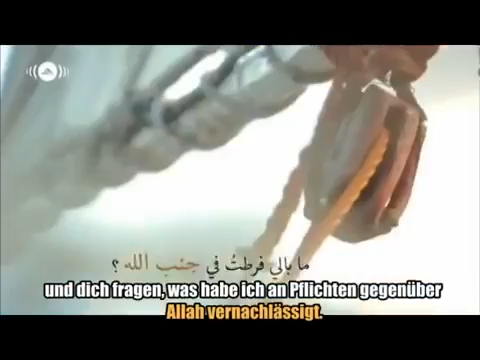 ما بالي فرطتُ في جنب الله ؟
und dich fragen, was habe ich an Pflichten gegenüber
Allah vernachlässigt.